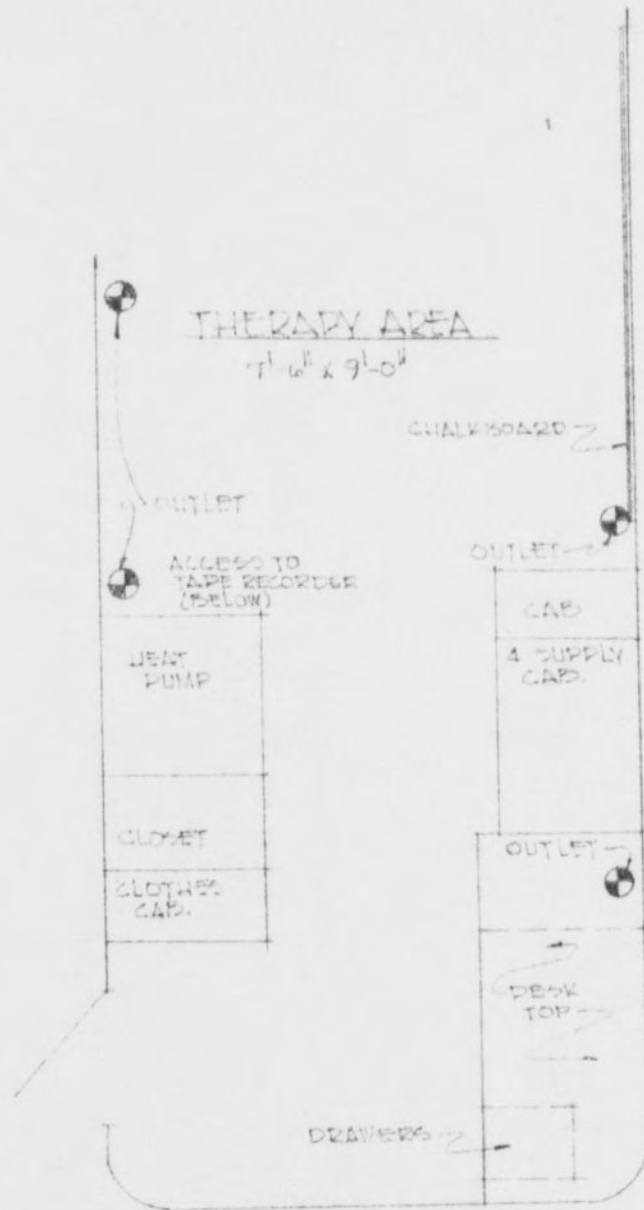 THERAPY AREA
7'-6" x 9'-0"
CHALKBOARD
OUTLET
OUTLET
ACCESS TO
TAPE RECORDER
(BELOW)
CAB
HEAT
PUMP
4 SUPPLY
CAB.
CLOSET
OUTLET
CLOTHES
CAB.
DESK
TOP
DRAWERS